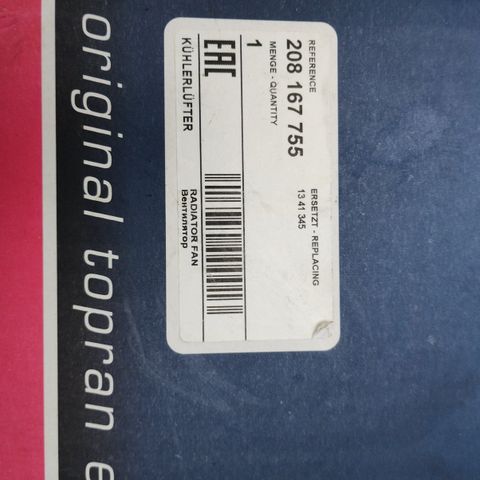 REFERENCE
208 167 755
MENGE - QUANTITY
1
ERSETZT - REPLACING
13 41 345
EAC
KÜHLERLÜFTER
RADIATOR FAN
Вентилятор
original topran e